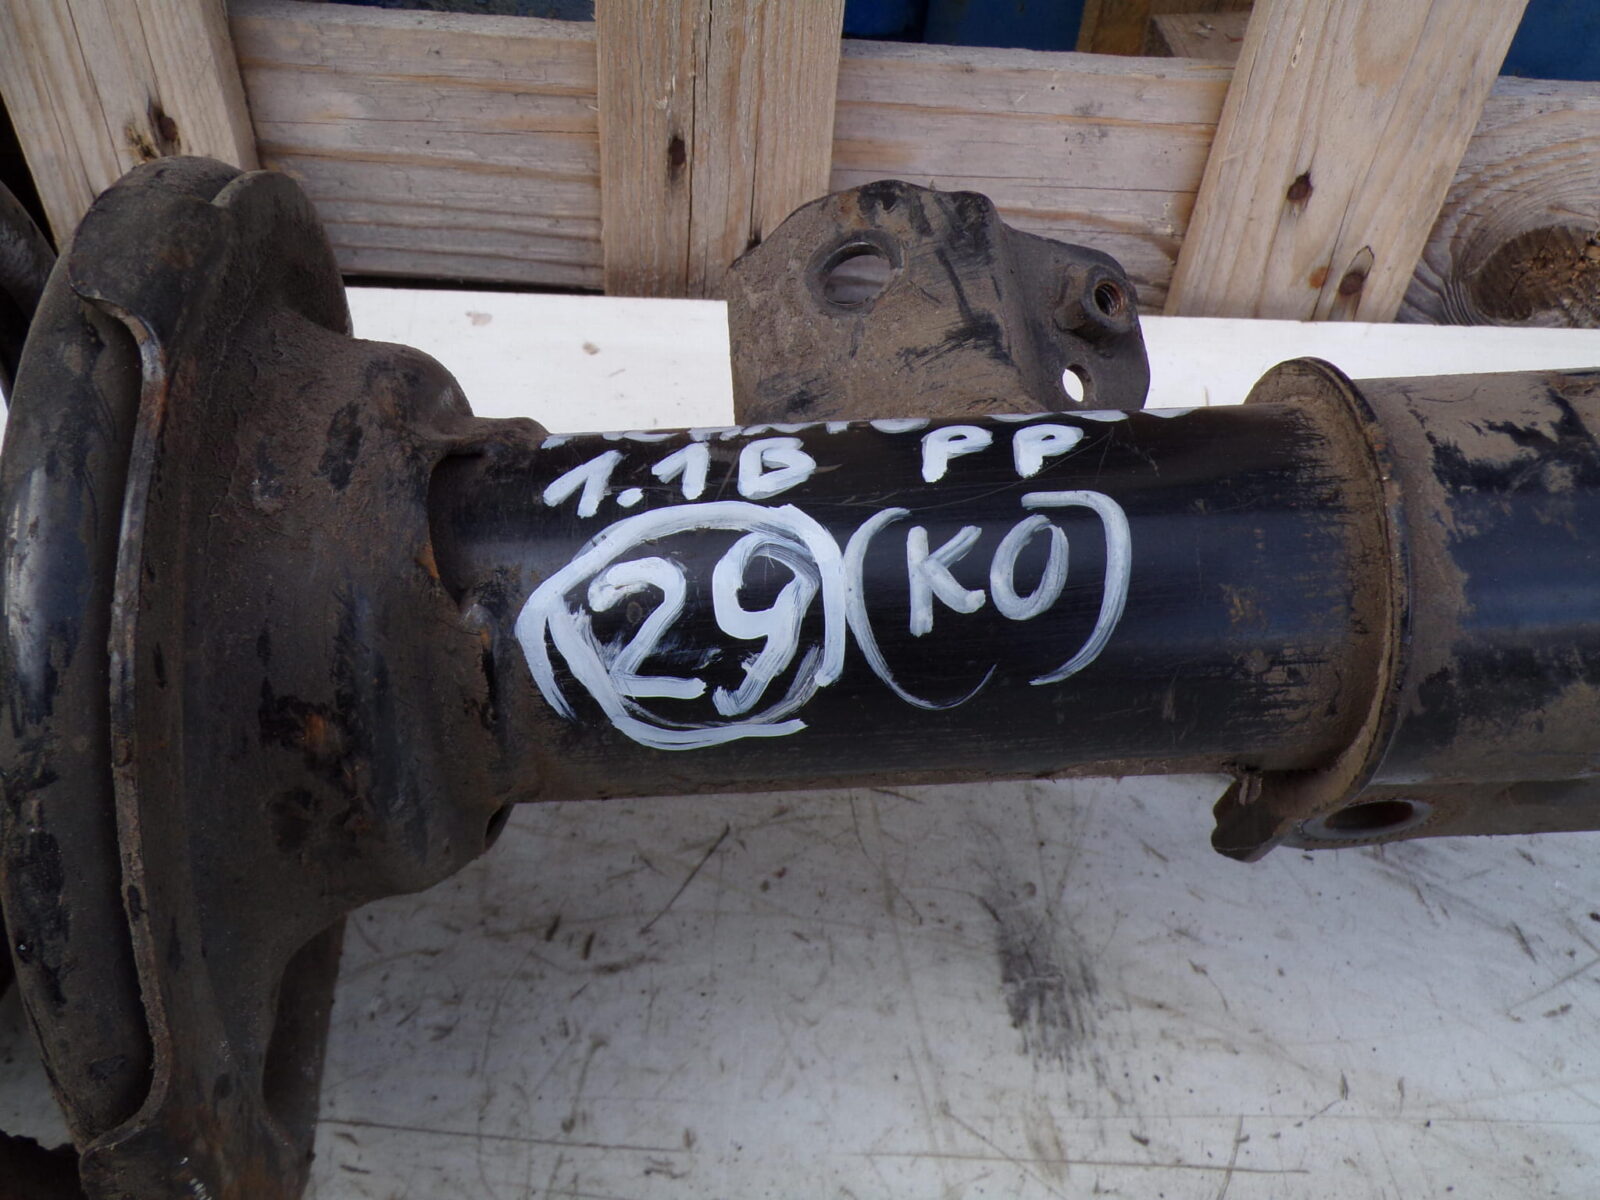 1.1B PP
29 (KO)